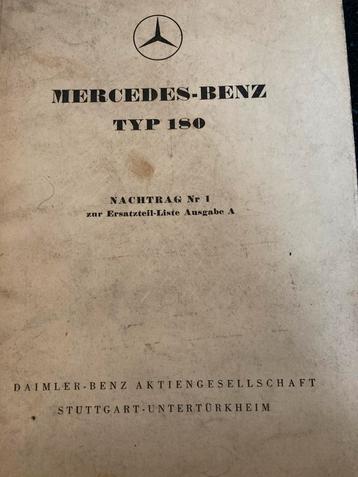 MERCEDES-BENZ
TYP 180
NACHTRAG Nr 1
zur Ersatzteil-Liste Ausgabe A
DAIMLER-BENZ AKTIENGESELLSCHAFT
STUTTGART-UNTERTÜRKHEIM